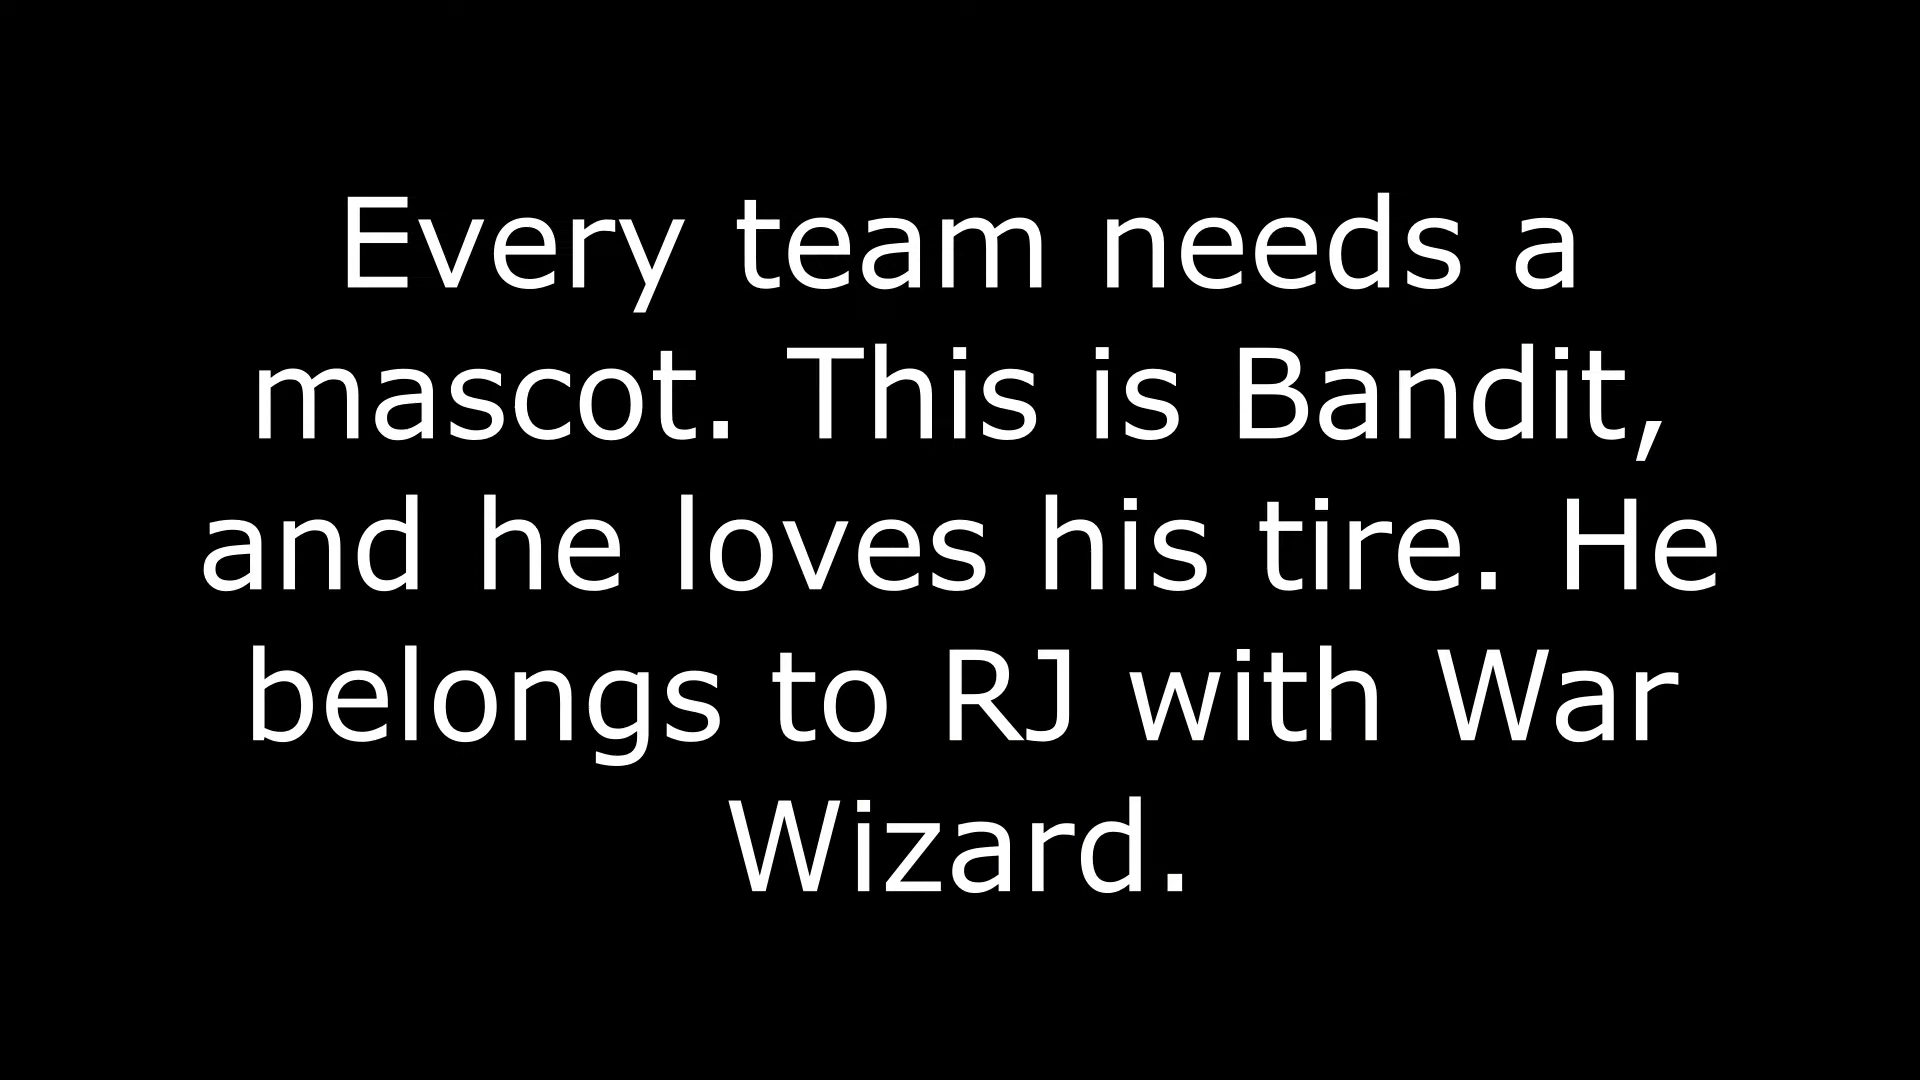 Every team needs a
mascot. This is Bandit,
and he loves his tire. He
belongs to RJ with War
Wizard.